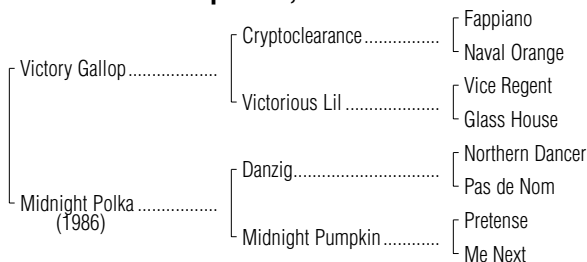 Fappiano
Cryptoclearance
Naval Orange
Victory Gallop
Vice Regent
Victorious Lil
Glass House
Northern Dancer
Danzig
Pas de Nom
Midnight Polka
(1986)
Pretense
Midnight Pumpkin
Me Next